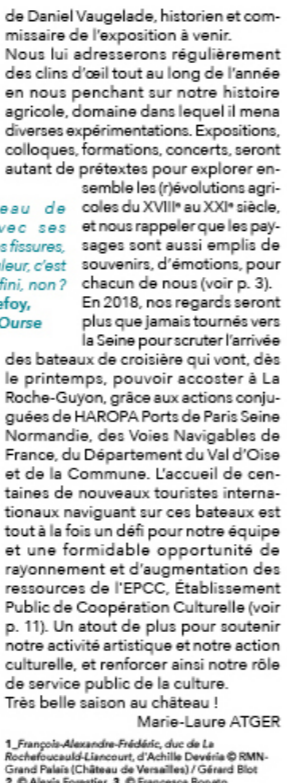 de Daniel Vaugelade, historien et com-
missaire de l'exposition à venir.
Nous lui adresserons régulièrement
des clins d'œil tout au long de l'année
en nous penchant sur notre histoire
agricole, domaine dans lequel il mena
diverses expérimentations. Expositions,
colloques, formations, concerts, seront
autant de prétextes pour explorer en-
semble les (r)évolutions agri-
coles du XVIIIe au XXIe siècle,
et nous rappeler que les pay-
sages sont aussi emplis de
souvenirs, d'émotions, pour
chacun de nous (voir p. 3).
En 2018, nos regards seront
plus que jamais tournés vers
la Seine pour scruter l'arrivée
des bateaux de croisière qui vont, dès
le printemps, pouvoir accoster à La
Roche-Guyon, grâce aux actions conju-
guées de HAROPA Ports de Paris Seine
Normandie, des Voies Navigables de
France, du Département du Val d'Oise
et de la Commune. L'accueil de cen-
taines de nouveaux touristes interna-
tionaux naviguant sur ces bateaux est
tout à la fois un défi pour notre équipe
et une formidable opportunité de
rayonnement et d'augmentation des
ressources de l'EPCC, Établissement
Public de Coopération Culturelle (voir
p. 11). Un atout de plus pour soutenir
notre activité artistique et notre action
culturelle, et renforcer ainsi notre rôle
de service public de la culture.
Très belle saison au château !
Marie-Laure ATGER
eau de
vec ses
s fissures,
leur, c'est
fini, non ?
efoy,
Ourse
1_François-Alexandre-Frédéric, duc de La
Rochefoucauld-Liancourt, d'Achille Devéria © RMN-
Grand Palais (Château de Versailles) / Gérard Blot